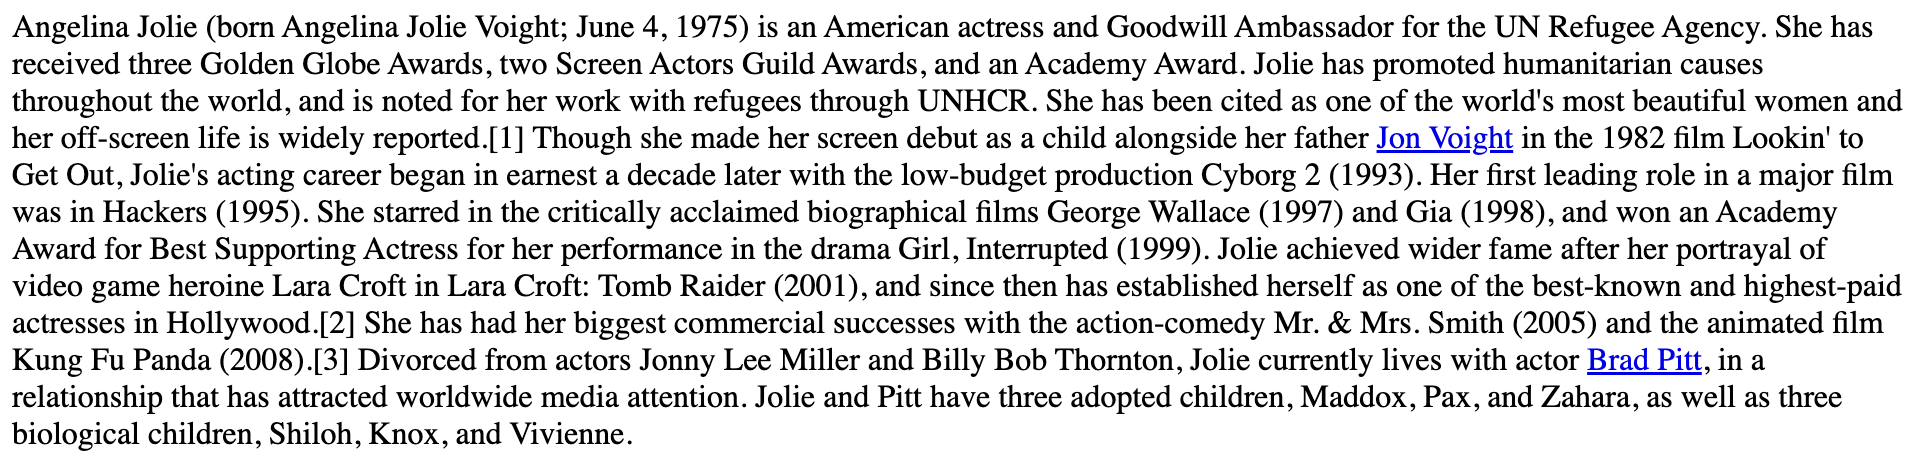 Angelina Jolie (born Angelina Jolie Voight; June 4, 1975) is an American actress and Goodwill Ambassador for the UN Refugee Agency. She has
received three Golden Globe Awards, two Screen Actors Guild Awards, and an Academy Award. Jolie has promoted humanitarian causes
throughout the world, and is noted for her work with refugees through UNHCR. She has been cited as one of the world's most beautiful women and
her off-screen life is widely reported.[1] Though she made her screen debut as a child alongside her father Jon Voight in the 1982 film Lookin' to
Get Out, Jolie's acting career began in earnest a decade later with the low-budget production Cyborg 2 (1993). Her first leading role in a major film
was in Hackers (1995). She starred in the critically acclaimed biographical films George Wallace (1997) and Gia (1998), and won an Academy
Award for Best Supporting Actress for her performance in the drama Girl, Interrupted (1999). Jolie achieved wider fame after her portrayal of
video game heroine Lara Croft in Lara Croft: Tomb Raider (2001), and since then has established herself as one of the best-known and highest-paid
actresses in Hollywood.[2] She has had her biggest commercial successes with the action-comedy Mr. & Mrs. Smith (2005) and the animated film
Kung Fu Panda (2008).[3] Divorced from actors Jonny Lee Miller and Billy Bob Thornton, Jolie currently lives with actor Brad Pitt, in a
relationship that has attracted worldwide media attention. Jolie and Pitt have three adopted children, Maddox, Pax, and Zahara, as well as three
biological children, Shiloh, Knox, and Vivienne.